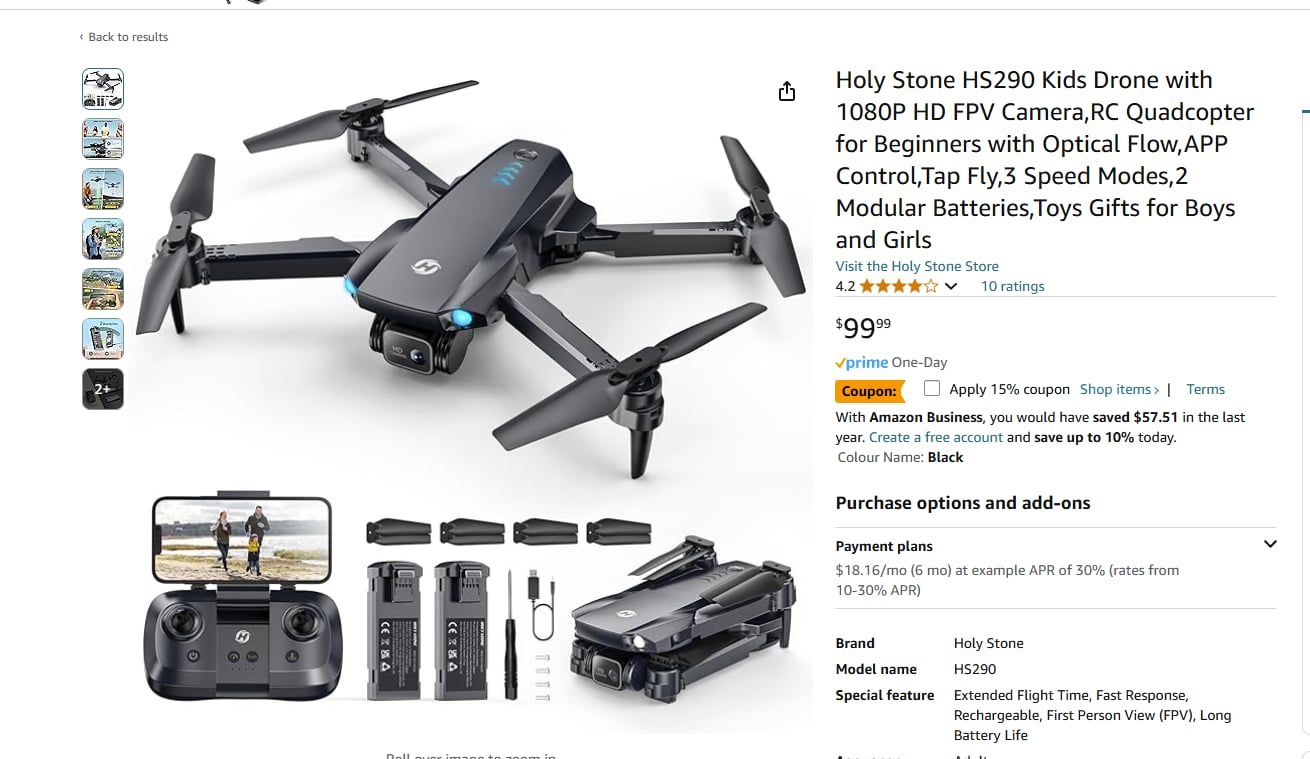 ‹ Back to results
2+
HD
CAMERA
Holy Stone HS290 Kids Drone with
1080P HD FPV Camera,RC Quadcopter
for Beginners with Optical Flow,APP
Control,Tap Fly,3 Speed Modes,2
Modular Batteries,Toys Gifts for Boys
and Girls
Visit the Holy Stone Store
4.2 10 ratings
$99⁹⁹
prime One-Day
Coupon: Apply 15% coupon Shop items › | Terms
With Amazon Business, you would have saved $57.51 in the last
year. Create a free account and save up to 10% today.
Colour Name: Black
Purchase options and add-ons
Payment plans
$18.16/mo (6 mo) at example APR of 30% (rates from
10-30% APR)
Brand Holy Stone
Model name HS290
Special feature Extended Flight Time, Fast Response,
Rechargeable, First Person View (FPV), Long
Battery Life